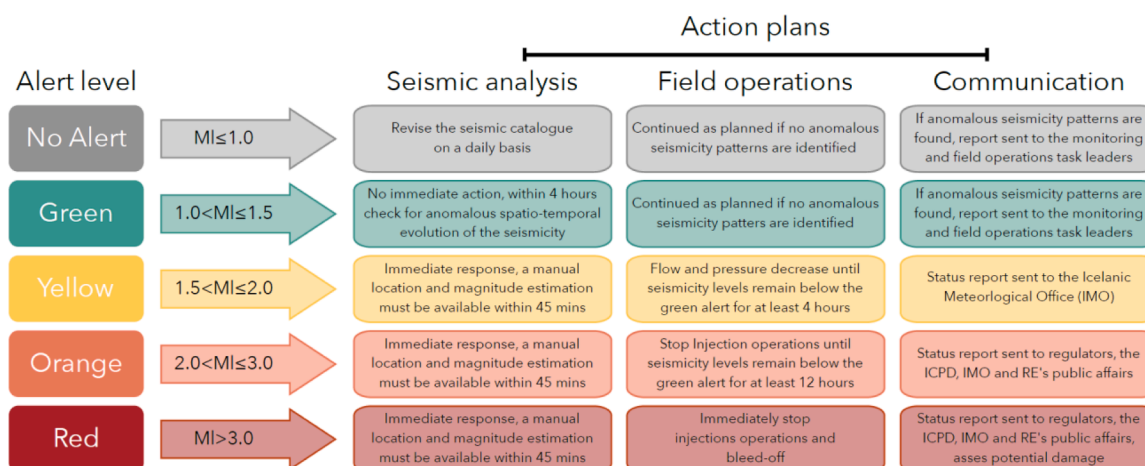 Action plans
Alert level
Seismic analysis
Field operations
Communication
No Alert
Ml≤1.0
Revise the seismic catalogue
on a daily basis
Continued as planned if no anomalous
seismicity patterns are identified
If anomalous seismicity patterns are
found, report sent to the monitoring
and field operations task leaders
Green
1.0<Ml≤1.5
No immediate action, within 4 hours
check for anomalous spatio-temporal
evolution of the seismicity
Continued as planned if no anomalous
seismicity patters are identified
If anomalous seismicity patterns are
found, report sent to the monitoring
and field operations task leaders
Yellow
1.5<Ml≤2.0
Immediate response, a manual
location and magnitude estimation
must be available within 45 mins
Flow and pressure decrease until
seismicity levels remain below the
green alert for at least 4 hours
Status report sent to the Icelanic
Meteorlogical Office (IMO)
Orange
2.0<Ml≤3.0
Immediate response, a manual
location and magnitude estimation
must be available within 45 mins
Stop Injection operations until
seismicity levels remain below the
green alert for at least 12 hours
Status report sent to regulators, the
ICPD, IMO and RE's public affairs
Red
Ml>3.0
Immediate response, a manual
location and magnitude estimation
must be available within 45 mins
Immediately stop
injections operations and
bleed-off
Status report sent to regulators, the
ICPD, IMO and RE's public affairs,
asses potential damage